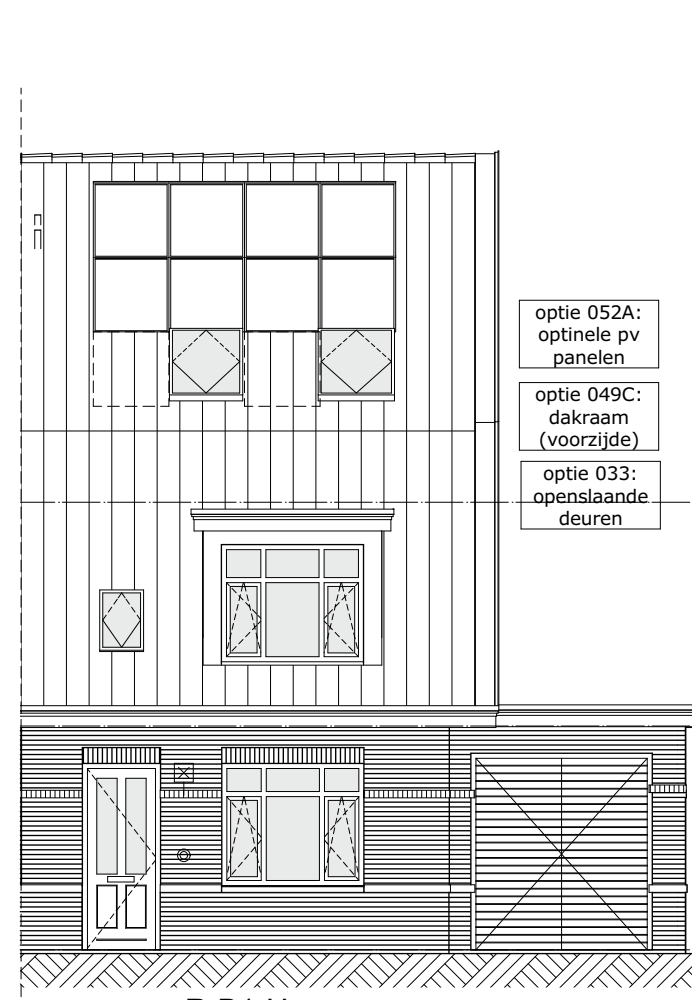 optie 052A:
optinele pv
panelen
optie 049C:
dakraam
(voorzijde)
optie 033:
openslaande
deuren